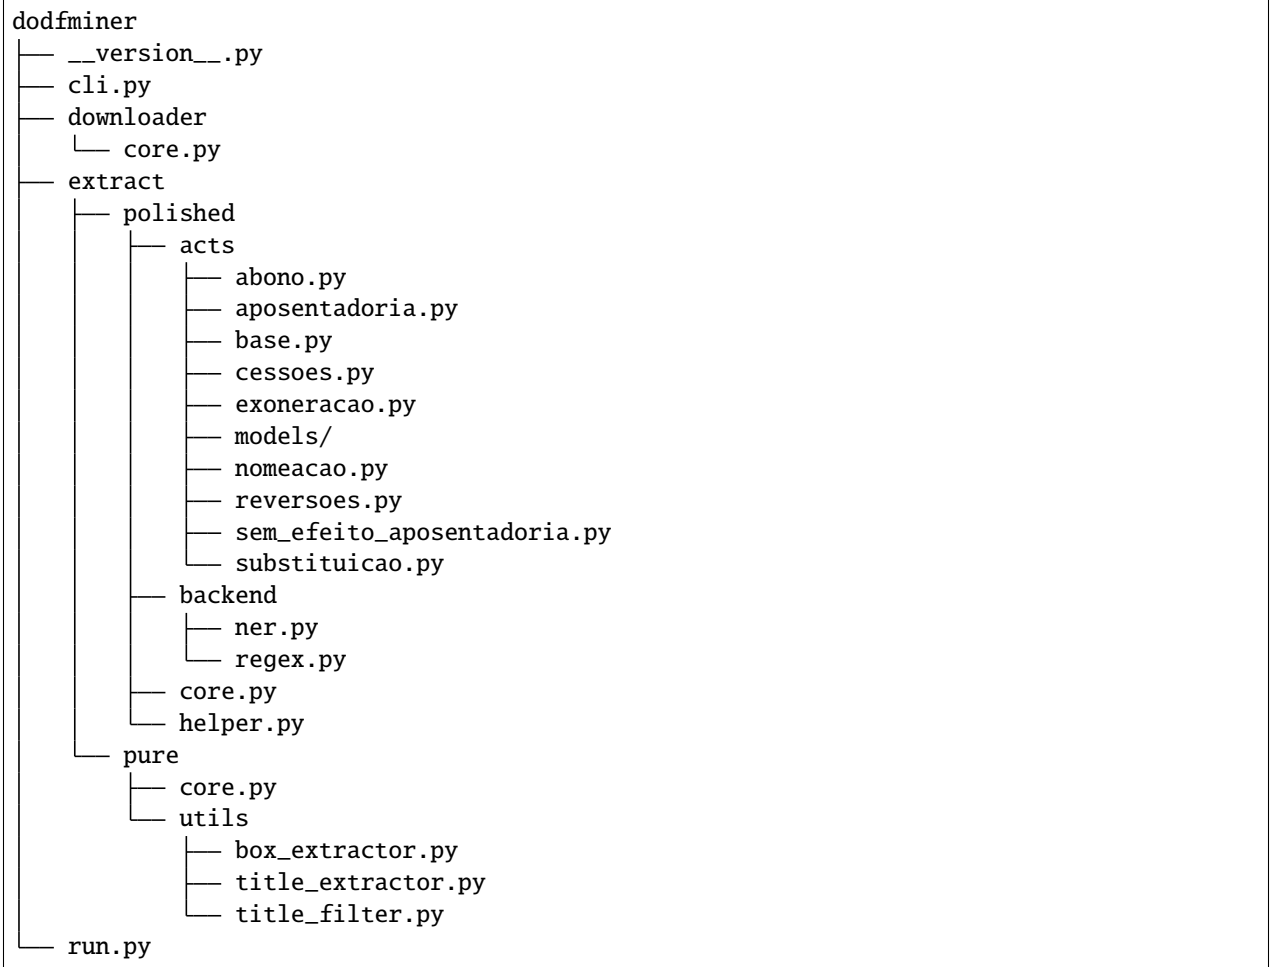 dodfminer
├── __version__.py
├── cli.py
├── downloader
│   └── core.py
├── extract
│   ├── polished
│   │   ├── acts
│   │   │   ├── abono.py
│   │   │   ├── aposentadoria.py
│   │   │   ├── base.py
│   │   │   ├── cessoes.py
│   │   │   ├── exoneracao.py
│   │   │   ├── models/
│   │   │   ├── nomeacao.py
│   │   │   ├── reversoes.py
│   │   │   ├── sem_efeito_aposentadoria.py
│   │   │   └── substituicao.py
│   │   ├── backend
│   │   │   ├── ner.py
│   │   │   └── regex.py
│   │   ├── core.py
│   │   └── helper.py
│   └── pure
│       ├── core.py
│       └── utils
│           ├── box_extractor.py
│           ├── title_extractor.py
│           └── title_filter.py
└── run.py